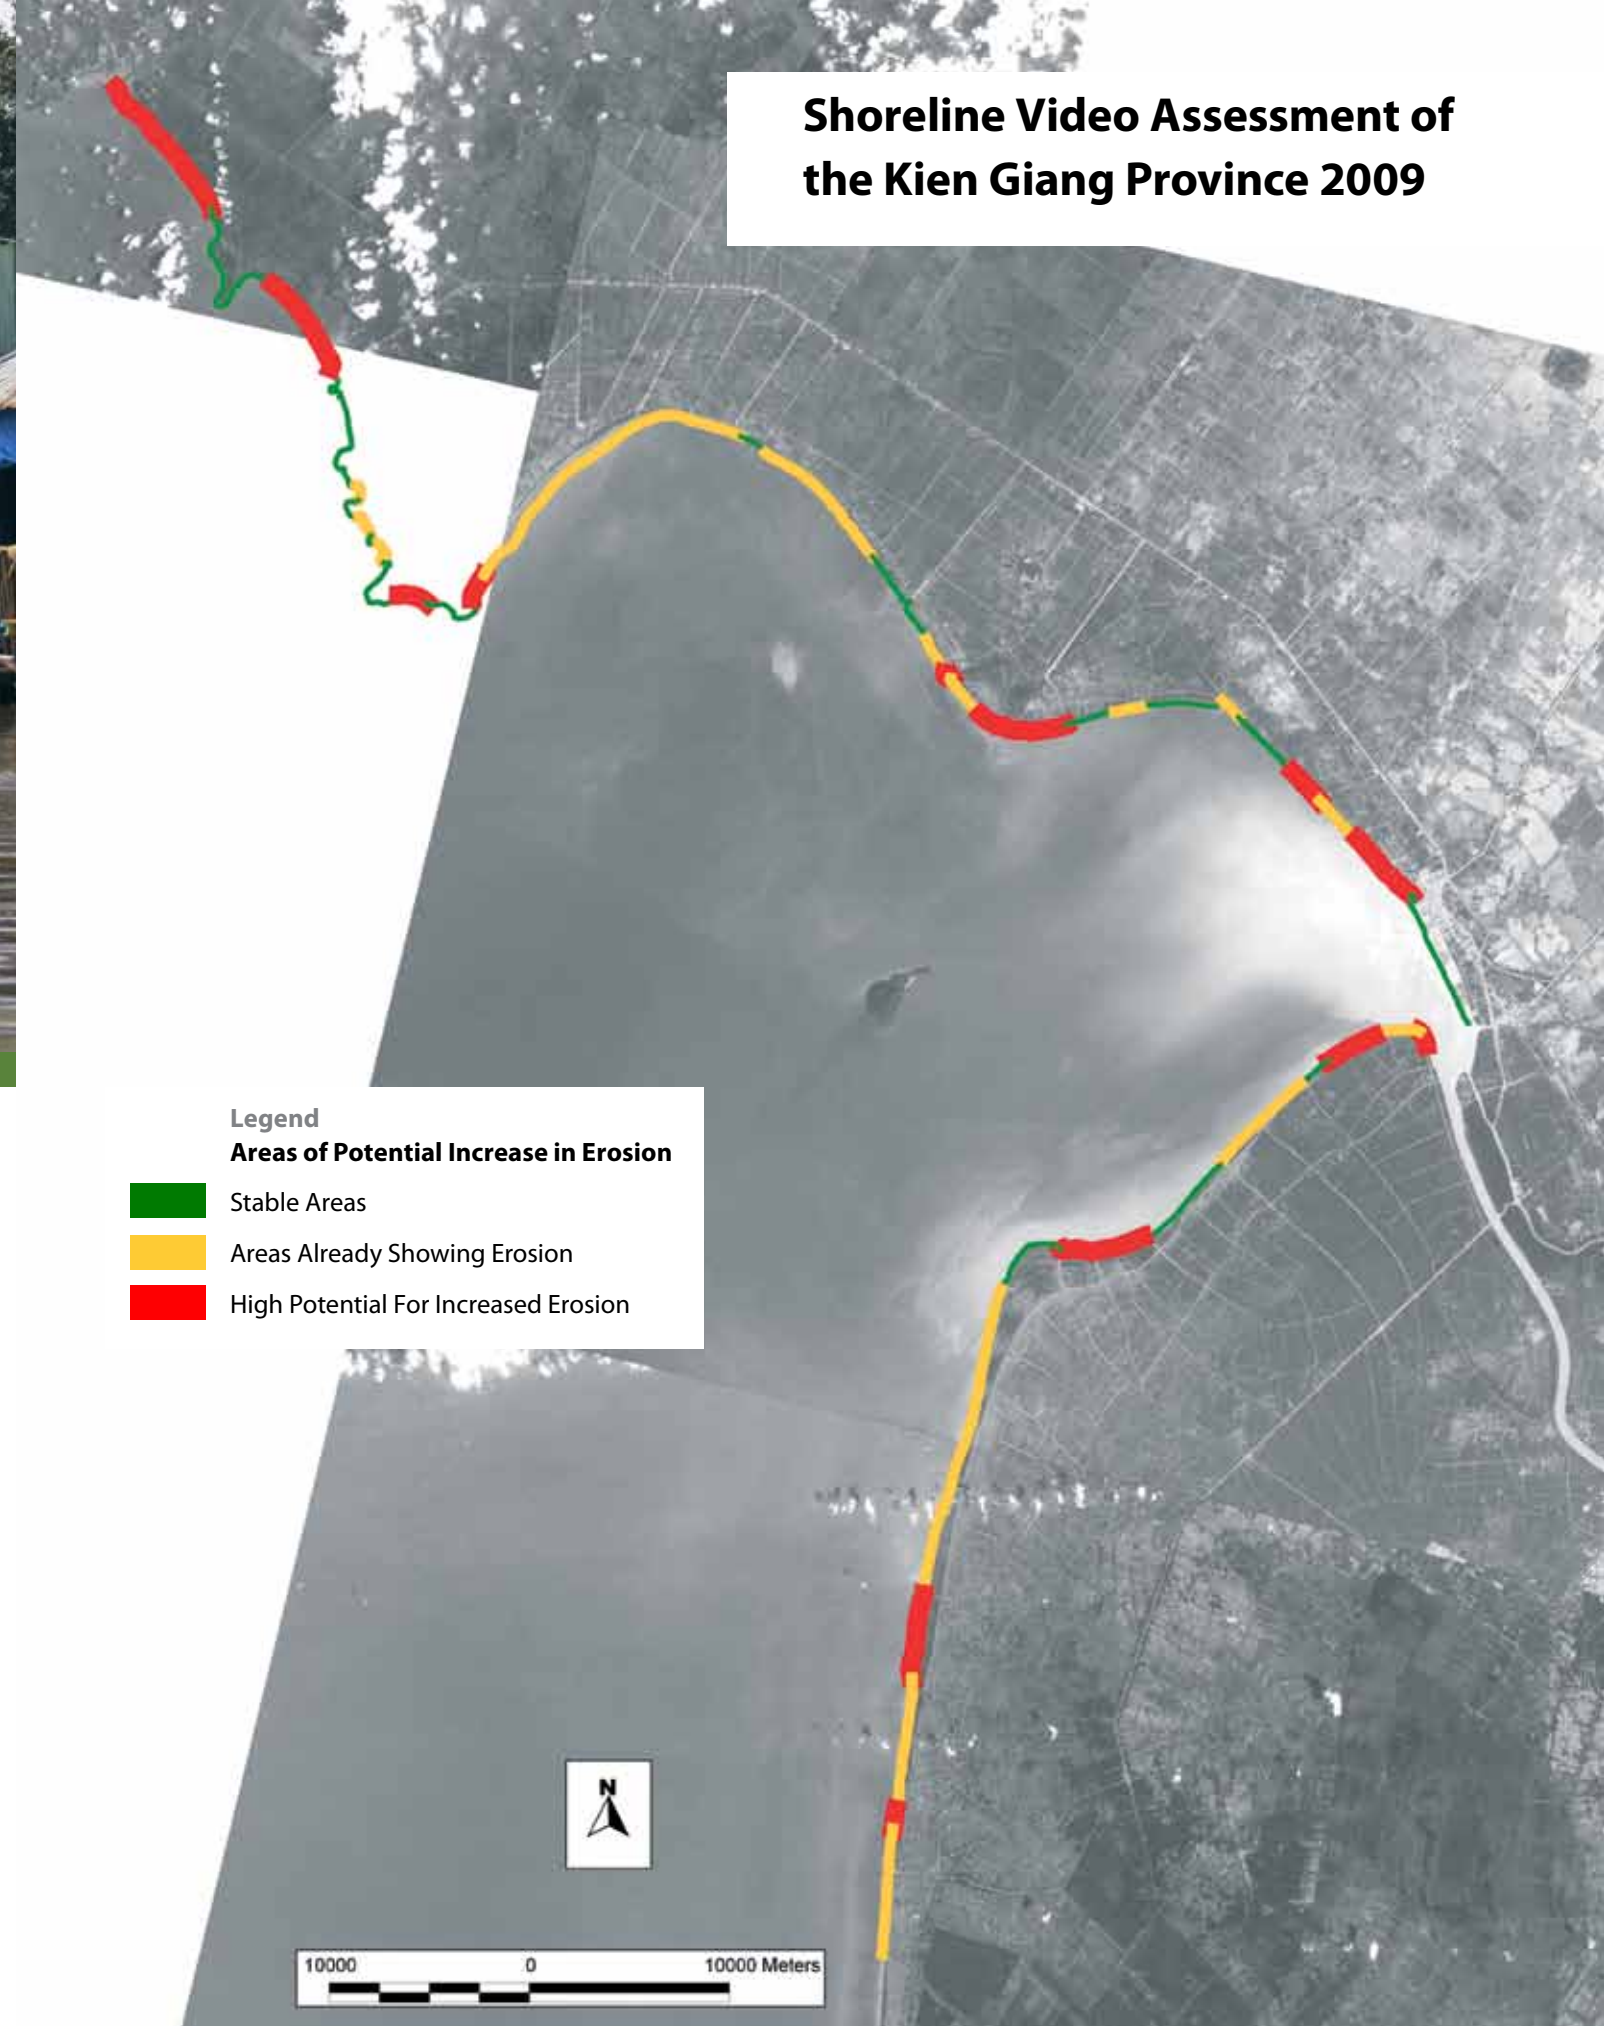 Shoreline Video Assessment of
the Kien Giang Province 2009
Legend
Areas of Potential Increase in Erosion
Stable Areas
Areas Already Showing Erosion
High Potential For Increased Erosion
N
10000 0 10000 Meters